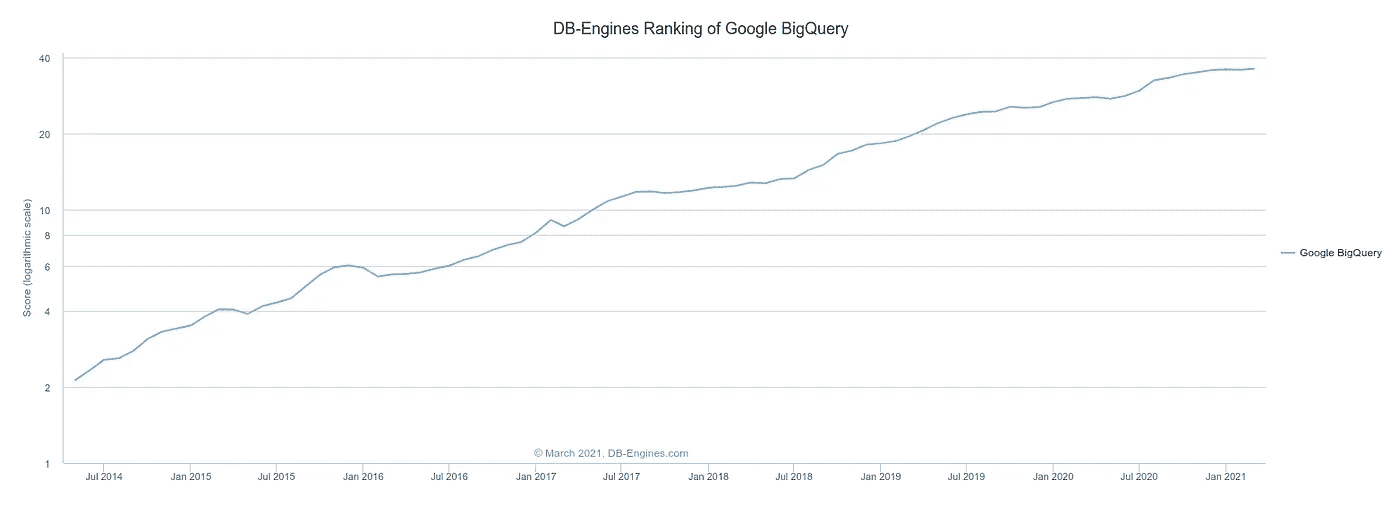 DB-Engines Ranking of Google BigQuery
Score (logarithmic scale)
40
20
10
8
6
4
2
1
Google BigQuery
© March 2021, DB-Engines.com
Jul 2014 Jan 2015 Jul 2015 Jan 2016 Jul 2016 Jan 2017 Jul 2017 Jan 2018 Jul 2018 Jan 2019 Jul 2019 Jan 2020 Jul 2020 Jan 2021